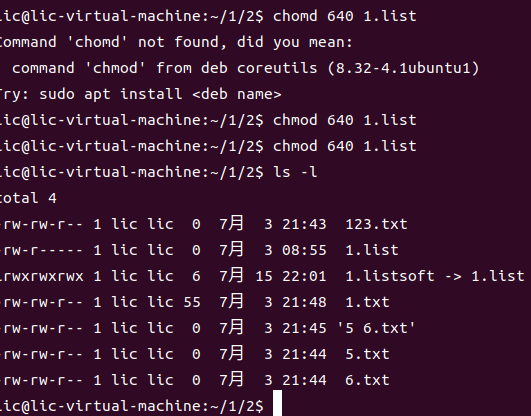 lic@lic-virtual-machine:~/1/2$ chomd 640 1.list
Command 'chomd' not found, did you mean:
  command 'chmod' from deb coreutils (8.32-4.1ubuntu1)
Try: sudo apt install <deb name>
lic@lic-virtual-machine:~/1/2$ chmod 640 1.list
lic@lic-virtual-machine:~/1/2$ chmod 640 1.list
lic@lic-virtual-machine:~/1/2$ ls -l
total 4
-rw-rw-r-- 1 lic lic  0  7月   3 21:43  123.txt
-rw-r----- 1 lic lic  0  7月   3 08:55  1.list
lrwxrwxrwx 1 lic lic  6  7月  15 22:01  1.listsoft -> 1.list
-rw-rw-r-- 1 lic lic 55  7月   3 21:48  1.txt
-rw-rw-r-- 1 lic lic  0  7月   3 21:45 '5 6.txt'
-rw-rw-r-- 1 lic lic  0  7月   3 21:44  5.txt
-rw-rw-r-- 1 lic lic  0  7月   3 21:44  6.txt
lic@lic-virtual-machine:~/1/2$